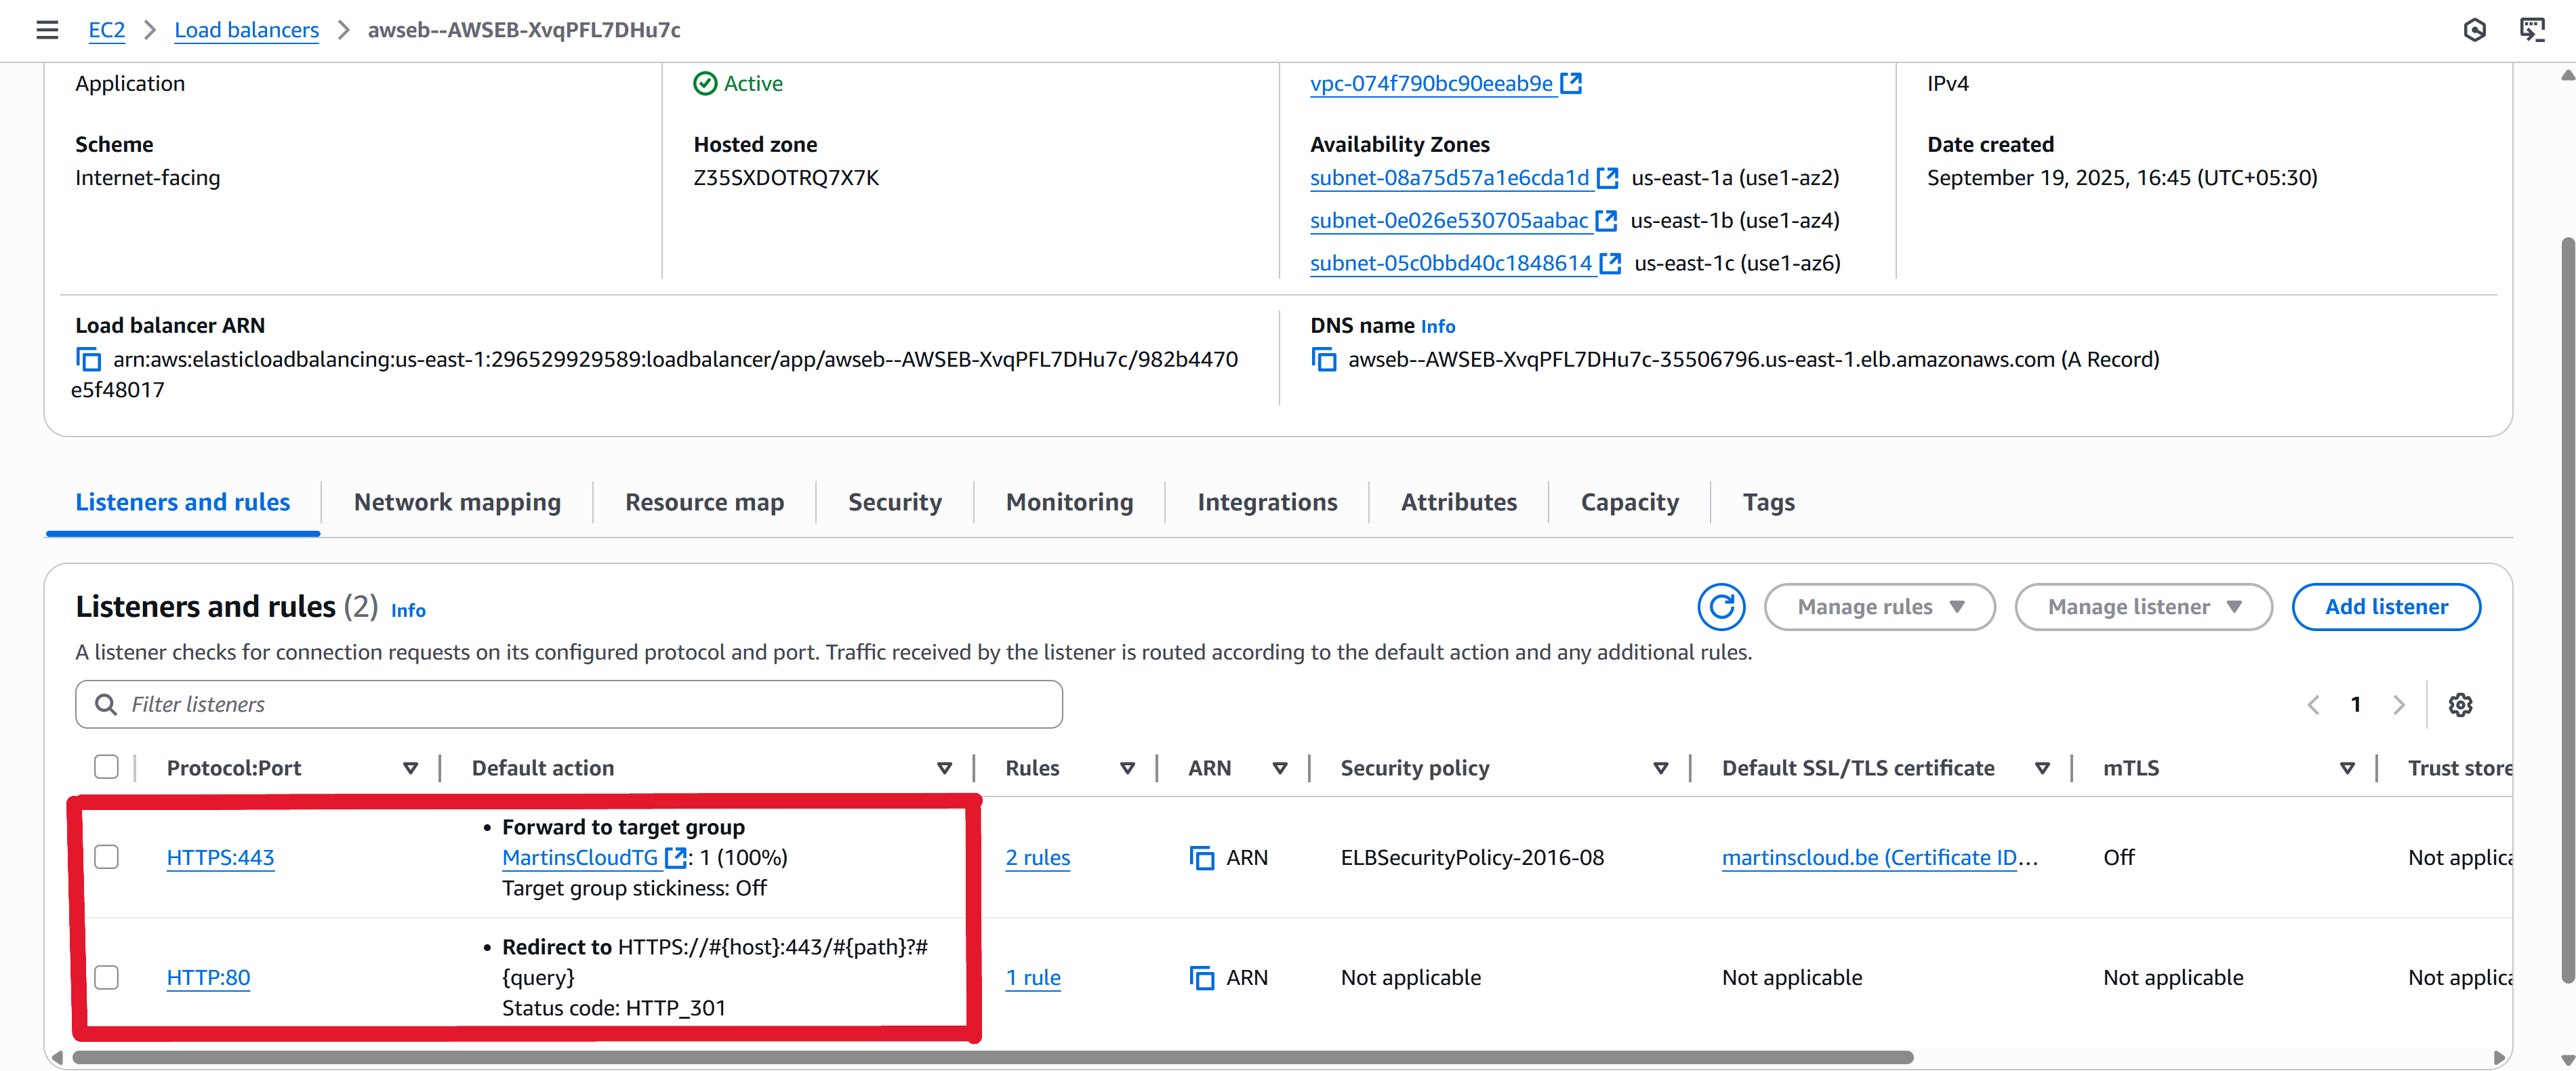 EC2 > Load balancers > awseb--AWSEB-XvqPFL7DHu7c
Application
Active
vpc-074f790bc90eeab9e
IPv4
Scheme
Internet-facing
Hosted zone
Z35SXDOTRQ7X7K
Availability Zones
subnet-08a75d57a1e6cda1d us-east-1a (use1-az2)
subnet-0e026e530705aabac us-east-1b (use1-az4)
subnet-05c0bbd40c1848614 us-east-1c (use1-az6)
Date created
September 19, 2025, 16:45 (UTC+05:30)
Load balancer ARN
arn:aws:elasticloadbalancing:us-east-1:296529929589:loadbalancer/app/awseb--AWSEB-XvqPFL7DHu7c/982b4470
e5f48017
DNS name Info
awseb--AWSEB-XvqPFL7DHu7c-35506796.us-east-1.elb.amazonaws.com (A Record)
Listeners and rules Network mapping Resource map Security Monitoring Integrations Attributes Capacity Tags
Listeners and rules (2) Info
Manage rules Manage listener Add listener
A listener checks for connection requests on its configured protocol and port. Traffic received by the listener is routed according to the default action and any additional rules.
Filter listeners
1
Protocol:Port Default action Rules ARN Security policy Default SSL/TLS certificate mTLS Trust store
HTTPS:443
• Forward to target group
MartinsCloudTG : 1 (100%)
Target group stickiness: Off
2 rules ARN ELBSecurityPolicy-2016-08 martinscloud.be (Certificate ID... Off Not applica
HTTP:80
• Redirect to HTTPS://#{host}:443/#{path}?#
{query}
Status code: HTTP_301
1 rule ARN Not applicable Not applicable Not applicable Not applica